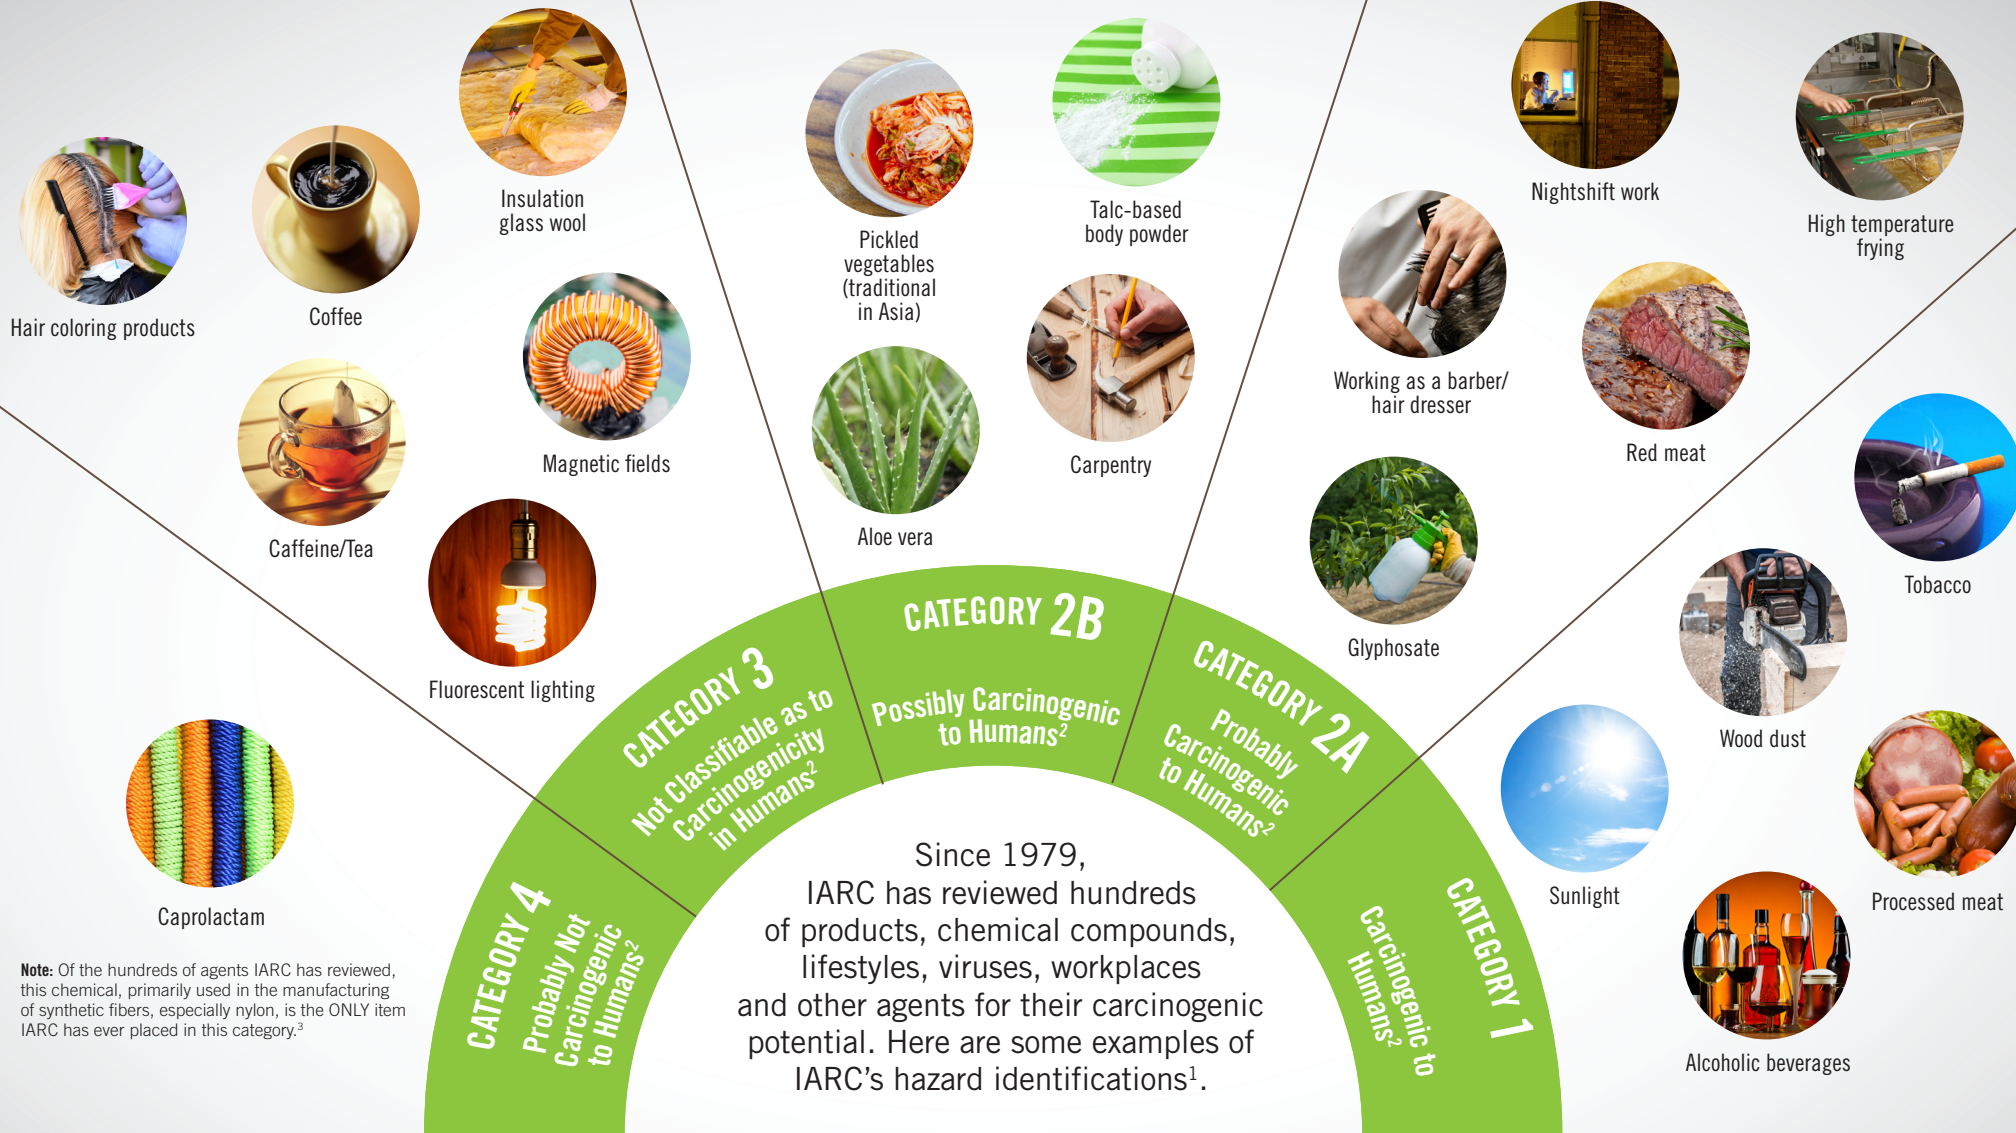 Hair coloring products
Coffee
Insulation
glass wool
Caffeine/Tea
Magnetic fields
Fluorescent lighting
Pickled
vegetables
(traditional
in Asia)
Talc-based
body powder
Aloe vera
Carpentry
Nightshift work
High temperature
frying
Working as a barber/
hair dresser
Red meat
Glyphosate
Tobacco
Wood dust
Sunlight
Processed meat
Alcoholic beverages
Caprolactam
Note: Of the hundreds of agents IARC has reviewed,
this chemical, primarily used in the manufacturing
of synthetic fibers, especially nylon, is the ONLY item
IARC has ever placed in this category.3
CATEGORY 4
Probably Not
Carcinogenic
to Humans2
CATEGORY 3
Not Classifiable as to
Carcinogenicity
in Humans2
CATEGORY 2B
Possibly Carcinogenic
to Humans2
CATEGORY 2A
Probably
Carcinogenic
to Humans2
CATEGORY 1
Carcinogenic to
Humans2
Since 1979,
IARC has reviewed hundreds
of products, chemical compounds,
lifestyles, viruses, workplaces
and other agents for their carcinogenic
potential. Here are some examples of
IARC’s hazard identifications1.